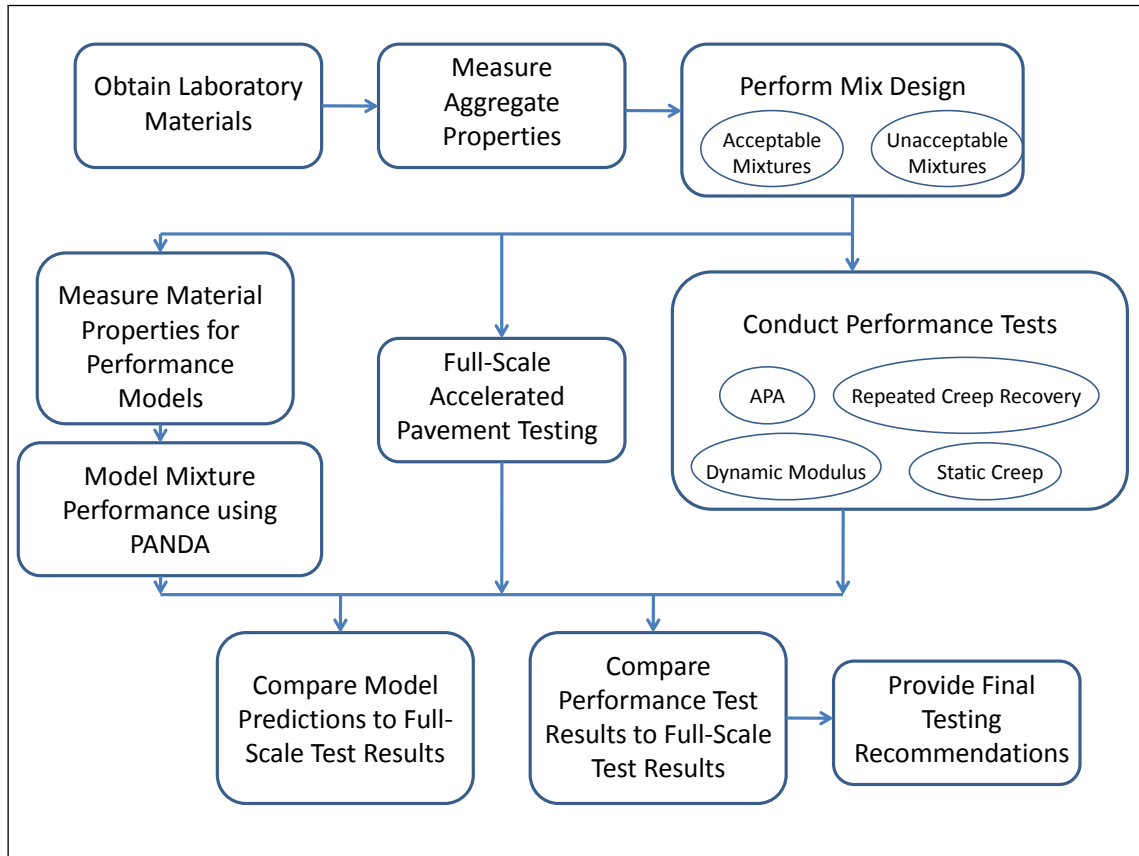 Obtain Laboratory
Materials
Measure
Aggregate
Properties
Perform Mix Design
Acceptable
Mixtures
Unacceptable
Mixtures
Measure Material
Properties for
Performance
Models
Full-Scale
Accelerated
Pavement Testing
Conduct Performance Tests
APA
Repeated Creep Recovery
Dynamic Modulus
Static Creep
Model Mixture
Performance using
PANDA
Compare Model
Predictions to Full-
Scale Test Results
Compare
Performance Test
Results to Full-Scale
Test Results
Provide Final
Testing
Recommendations